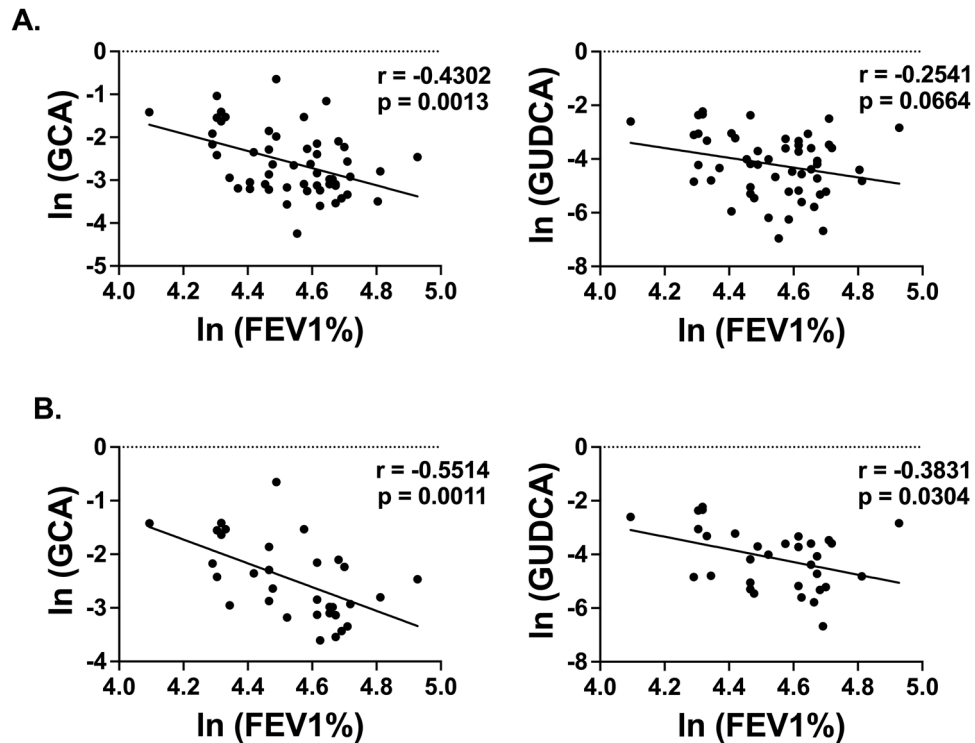 A.
0
-1
-2
-3
-4
-5
4.0 4.2 4.4 4.6 4.8 5.0
ln (GCA)
ln (FEV1%)
r = -0.4302
p = 0.0013
0
-2
-4
-6
-8
4.0 4.2 4.4 4.6 4.8 5.0
ln (GUDCA)
ln (FEV1%)
r = -0.2541
p = 0.0664
B.
0
-1
-2
-3
-4
4.0 4.2 4.4 4.6 4.8 5.0
ln (GCA)
ln (FEV1%)
r = -0.5514
p = 0.0011
0
-2
-4
-6
-8
4.0 4.2 4.4 4.6 4.8 5.0
ln (GUDCA)
ln (FEV1%)
r = -0.3831
p = 0.0304